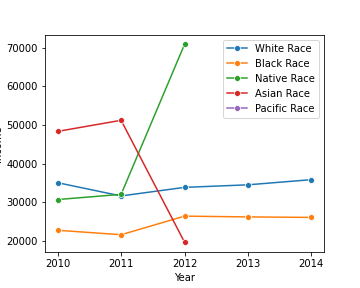 White Race
Black Race
Native Race
Asian Race
Pacific Race
70000
60000
50000
40000
30000
20000
2010 2011 2012 2013 2014
Year